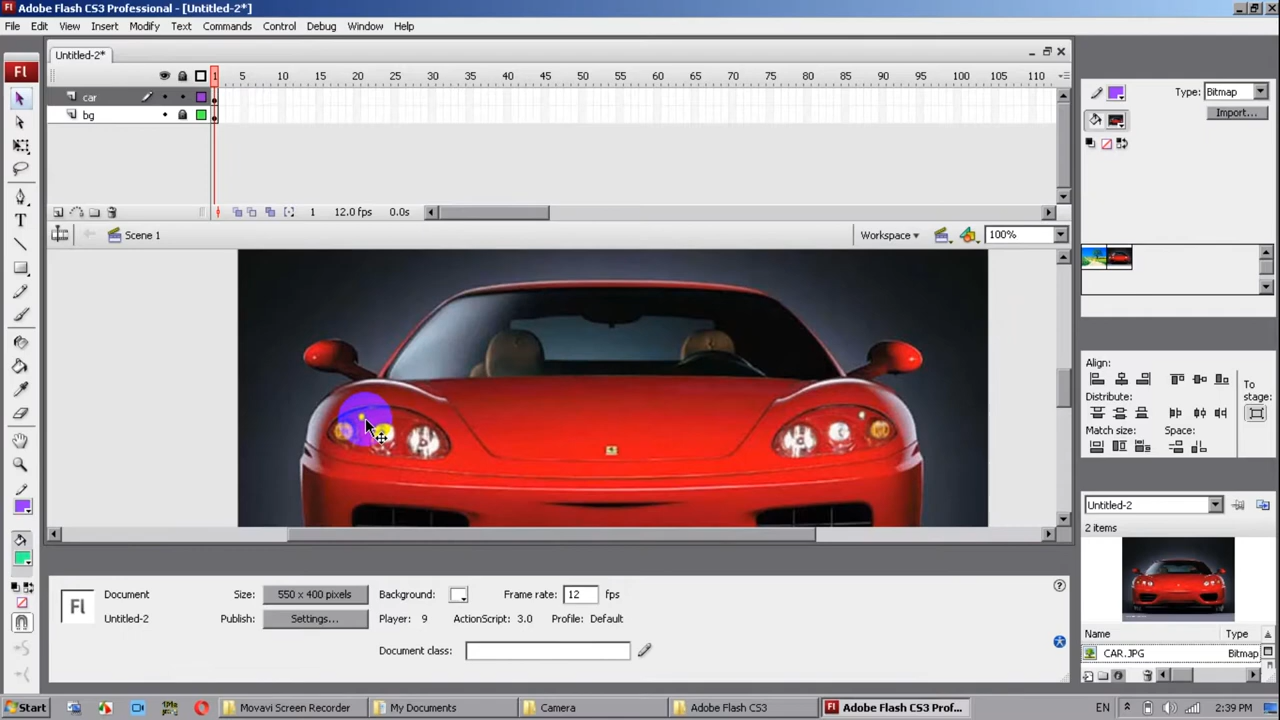 Fl Adobe Flash CS3 Professional - [Untitled-2*]
File Edit View Insert Modify Text Commands Control Debug Window Help
Untitled-2*
1 5 10 15 20 25 30 35 40 45 50 55 60 65 70 75 80 85 90 95 100 105 110
car
bg
1 12.0 fps 0.0s
Scene 1 Workspace 100%
Fl
Type: Bitmap
Import...
Align:
To stage:
Distribute:
Match size: Space:
Untitled-2
2 items
Name Type
CAR.JPG Bitmap
Fl Document Size: 550 x 400 pixels Background: Frame rate: 12 fps
Untitled-2 Publish: Settings... Player: 9 ActionScript: 3.0 Profile: Default
Document class:
Start Movavi Screen Recorder My Documents Camera Adobe Flash CS3 Fl Adobe Flash CS3 Prof... EN 2:39 PM